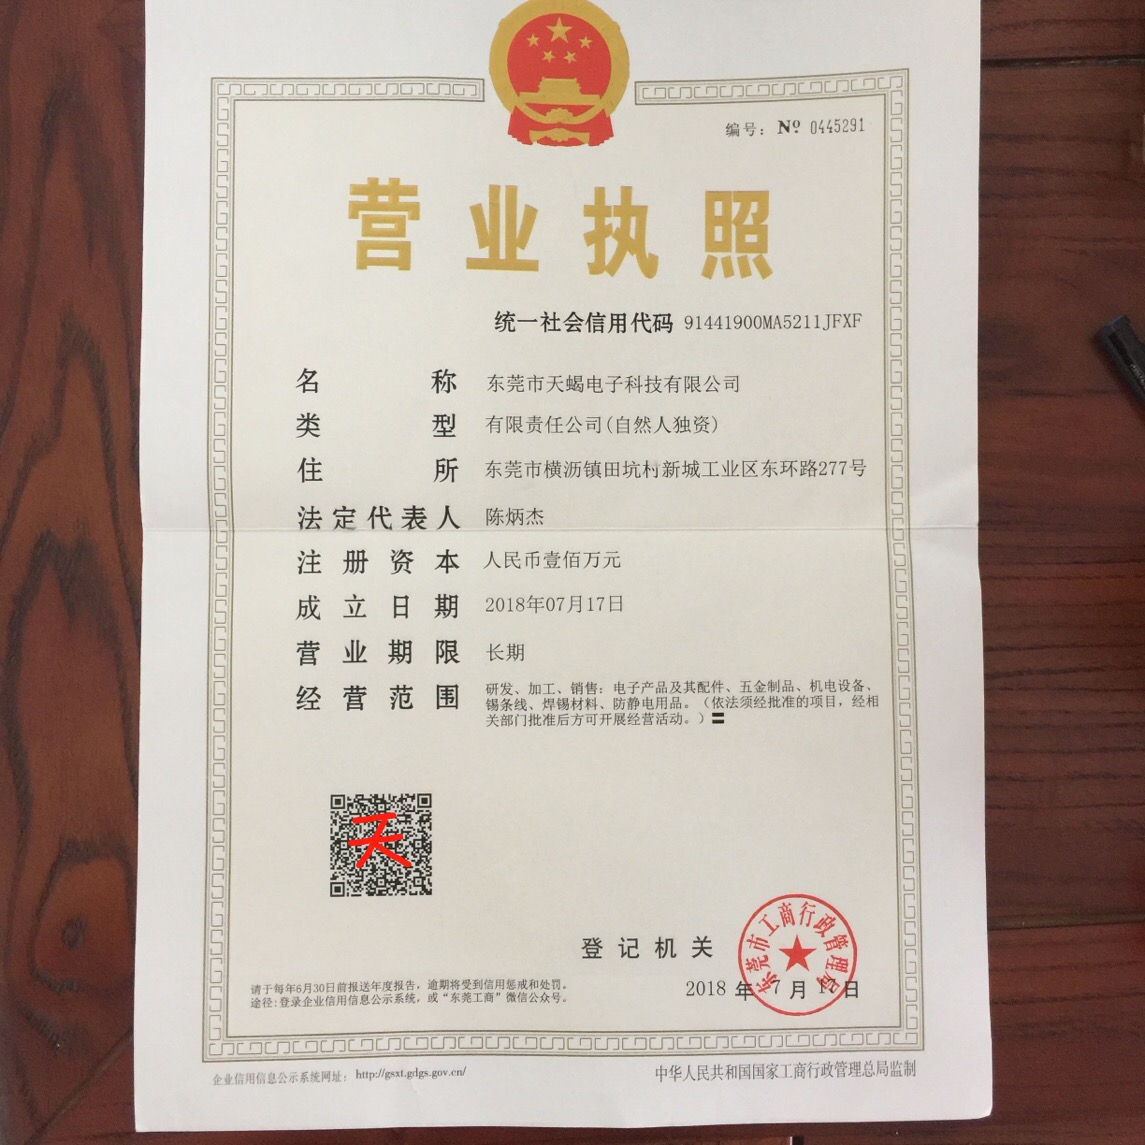 编号：Nº 0445291
营业执照
统一社会信用代码 91441900MA5211JFXF
名称 东莞市天蝎电子科技有限公司
类型 有限责任公司(自然人独资)
住所 东莞市横沥镇田坑村新城工业区东环路277号
法定代表人 陈炳杰
注册资本 人民币壹佰万元
成立日期 2018年07月17日
营业期限 长期
经营范围 研发、加工、销售：电子产品及其配件、五金制品、机电设备、
锡条线、焊锡材料、防静电用品。（依法须经批准的项目，经相
关部门批准后方可开展经营活动。）〓
天
登记机关
东莞市工商行政管理局
2018 年 7 月 17 日
请于每年6月30日前报送年度报告，逾期将受到信用惩戒和处罚。
途径:登录企业信用信息公示系统，或“东莞工商”微信公众号。
企业信用信息公示系统网址： http://gsxt.gdgs.gov.cn/
中华人民共和国国家工商行政管理总局监制